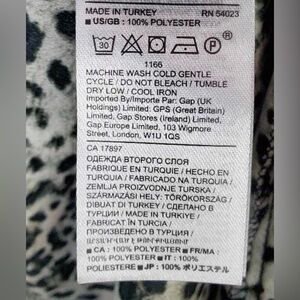 MADE IN TURKEY RN 54023
■ US/GB : 100% POLYESTER
30
P
1166
MACHINE WASH COLD GENTLE
CYCLE / DO NOT BLEACH / TUMBLE
DRY LOW / COOL IRON
Imported By/Importe Par: Gap (UK
Holdings) Limited: GPS (Great Britain)
Limited, Gap Stores (Ireland) Limited,
Gap Europe Limited, 103 Wigmore
Street, London, W1U 1QS
CA 17897
ОДЕЖДА ВТОРОГО СЛОЯ
FABRIQUE EN TURQUIE / HECHO EN
TURQUIA / FABRICADO NA TURQUIA /
ZEMLJA PROIZVODNJE TURSKA /
SZÁRMAZÁSI HELY: TÖRÖKORSZÁG /
DIBUAT DI TURKEY / СДЕЛАНО В
ТУРЦИИ / MADE IN TURKEY /
FABBRICATO IN TURCIA /
ПРОИЗВЕДЕНО В ТУРЦИЯ /
■ CA : 100% POLYESTER ■ FR/MA :
100% POLYESTER ■ IT : 100%
POLIESTERE ■ JP : 100% ポリエステル